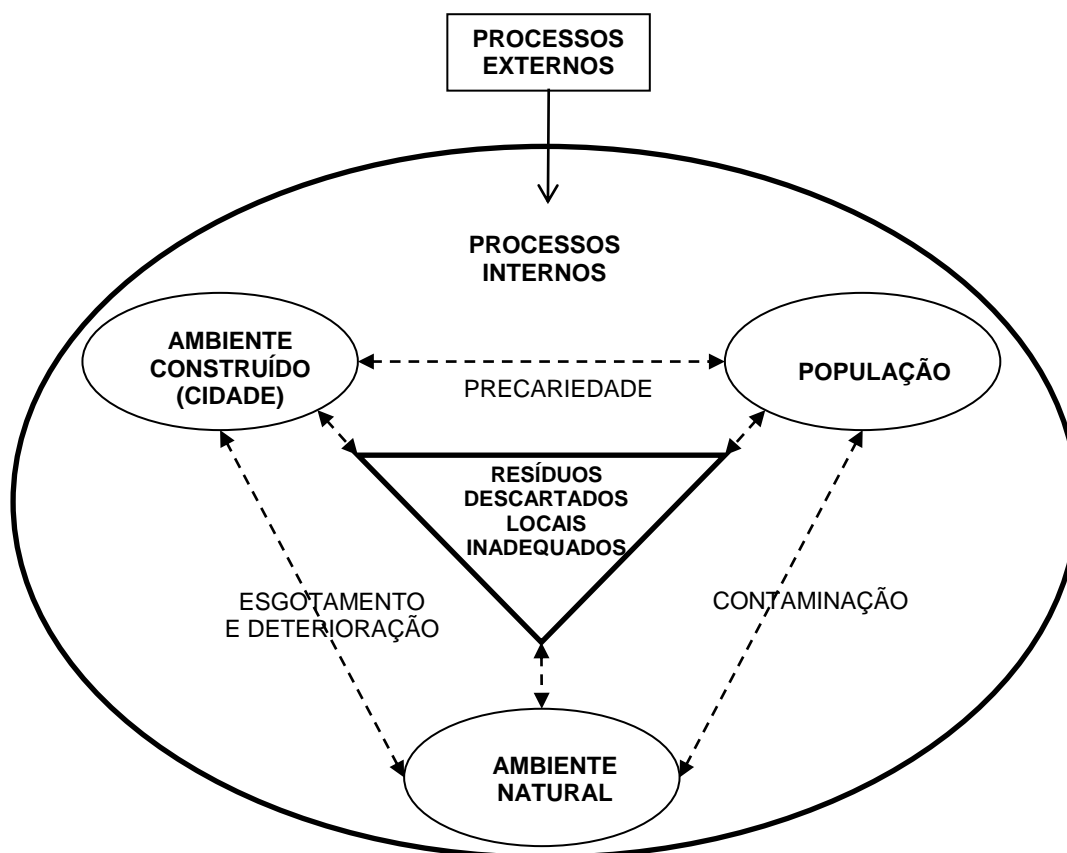 PROCESSOS
EXTERNOS
PROCESSOS
INTERNOS
AMBIENTE
CONSTRUÍDO
(CIDADE)
POPULAÇÃO
PRECARIEDADE
RESÍDUOS
DESCARTADOS
LOCAIS
INADEQUADOS
ESGOTAMENTO
E DETERIORAÇÃO
CONTAMINAÇÃO
AMBIENTE
NATURAL